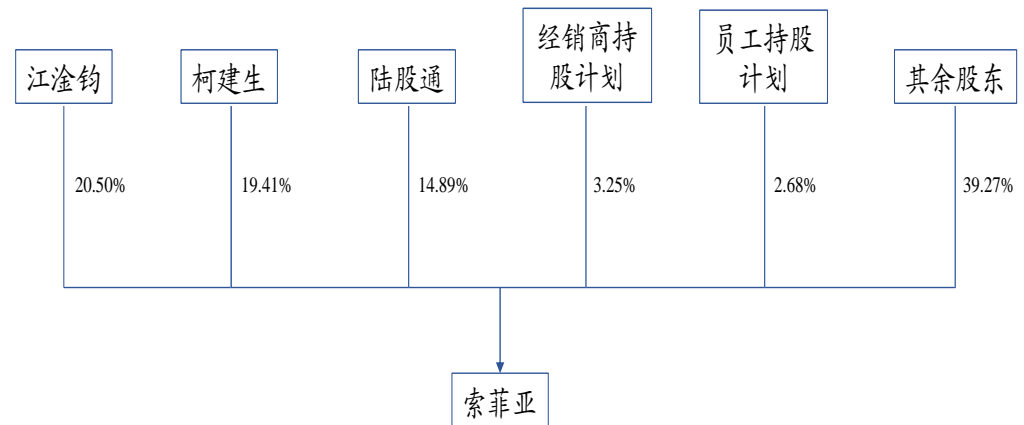 江淦钧
柯建生
陆股通
经销商持
股计划
员工持股
计划
其余股东
20.50%
19.41%
14.89%
3.25%
2.68%
39.27%
索菲亚